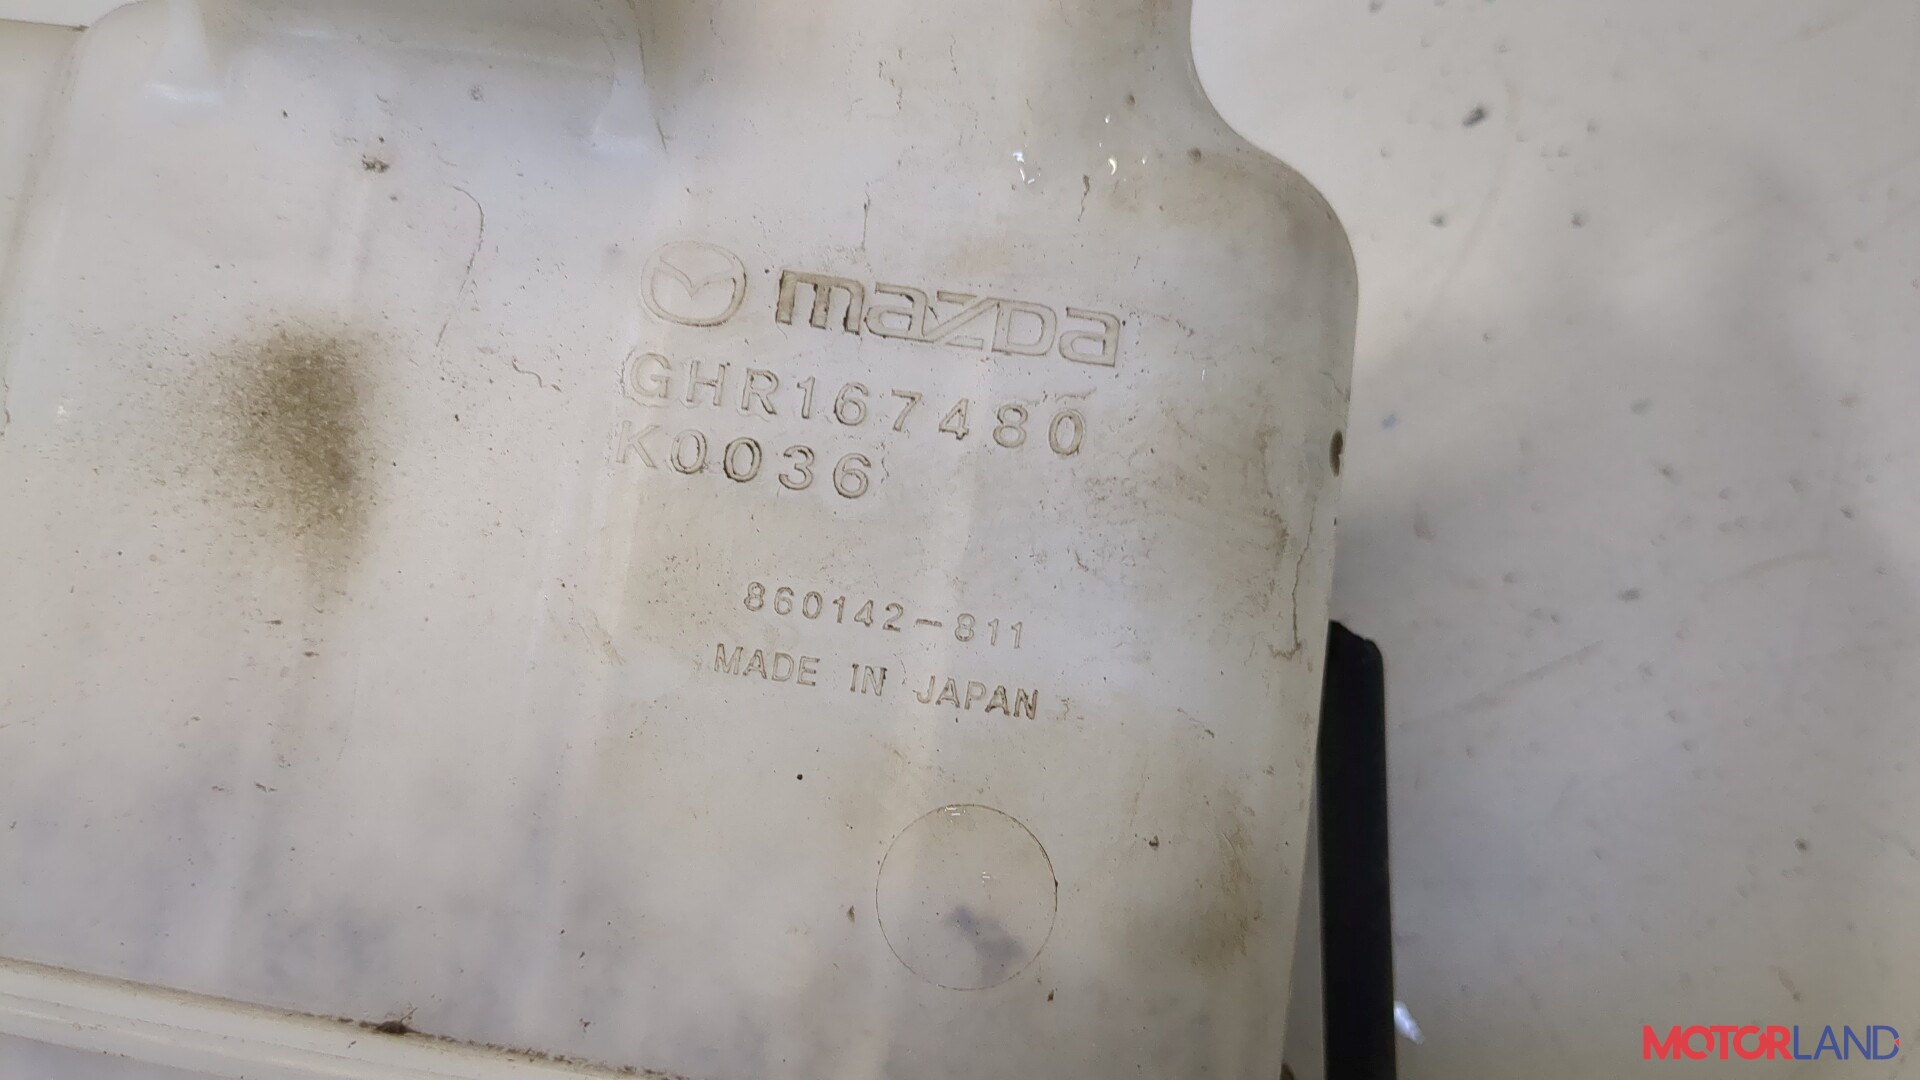 mazda
GHR167480
K0036
860142-811
MADE IN JAPAN
MOTORLAND